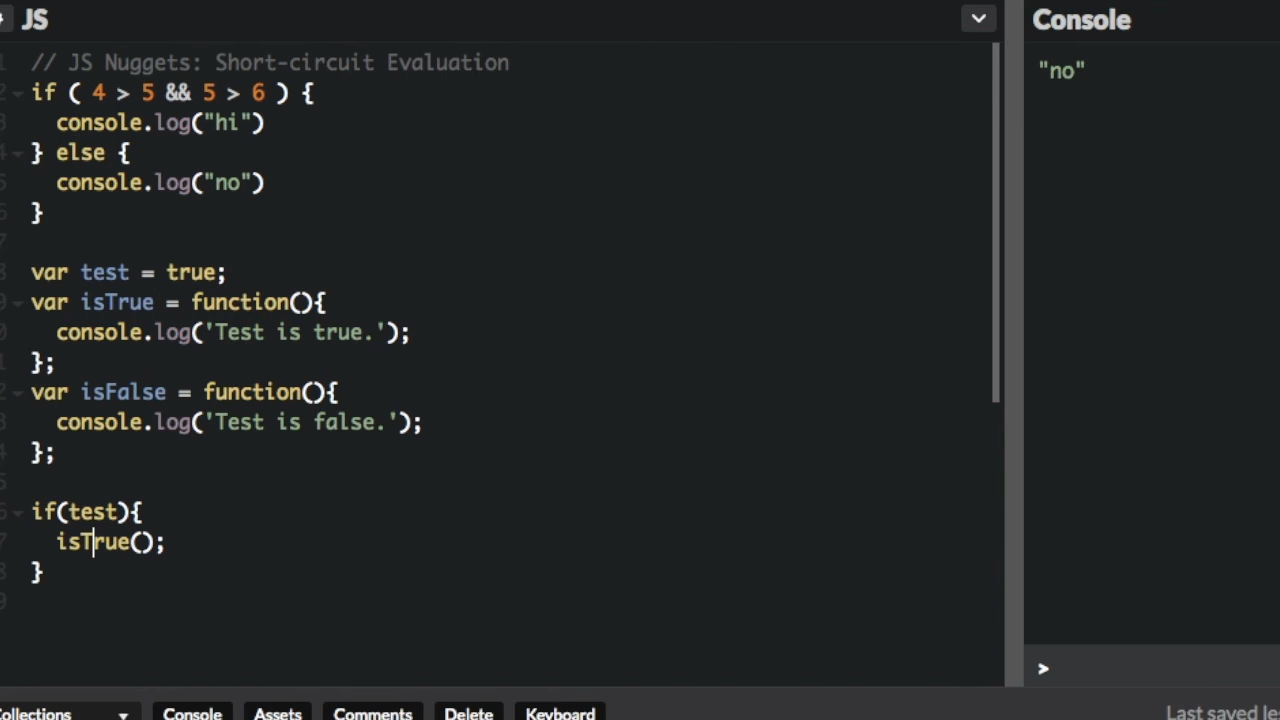 JS
// JS Nuggets: Short-circuit Evaluation
if ( 4 > 5 && 5 > 6 ) {
  console.log("hi")
} else {
  console.log("no")
}
var test = true;
var isTrue = function(){
  console.log('Test is true.');
};
var isFalse = function(){
  console.log('Test is false.');
};
if(test){
  isTrue();
}
Console
"no"
>
ollections
Console
Assets
Comments
Delete
Keyboard
Last saved le